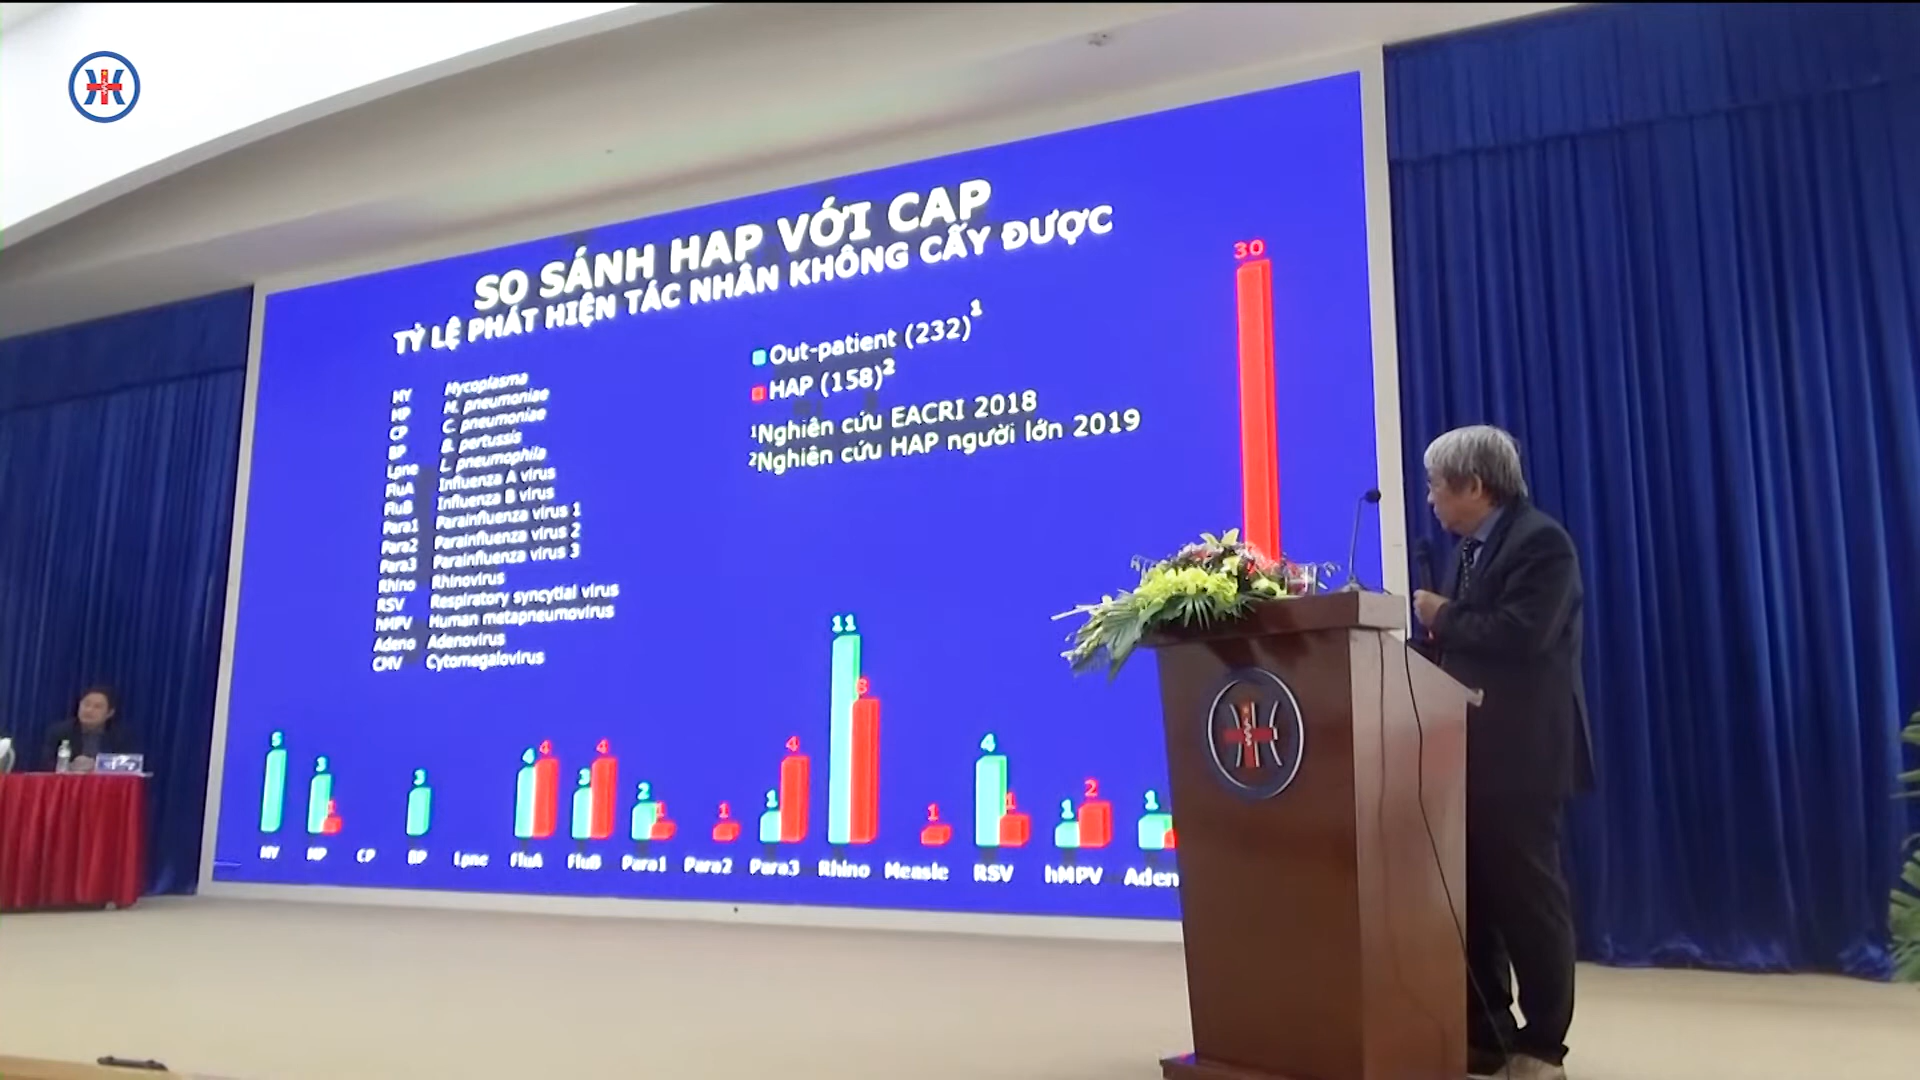 SO SÁNH HAP VỚI CAP
TỶ LỆ PHÁT HIỆN TÁC NHÂN KHÔNG CẤY ĐƯỢC
Out-patient (232)1
HAP (158)2
1Nghiên cứu EACRI 2018
2Nghiên cứu HAP người lớn 2019
MY Mycoplasma
MP M. pneumoniae
CP C. pneumoniae
BP B. pertussis
Lpne L. pneumophila
FluA Influenza A virus
FluB Influenza B virus
Para1 Parainfluenza virus 1
Para2 Parainfluenza virus 2
Para3 Parainfluenza virus 3
Rhino Rhinovirus
RSV Respiratory syncytial virus
hMPV Human metapneumovirus
Adeno Adenovirus
CMV Cytomegalovirus
30
11
8
5
3
1
3
4
4
3
4
2
1
1
1
4
1
4
1
1
2
1
MY MP CP BP Lpne FluA FluB Para1 Para2 Para3 Rhino Measle RSV hMPV Aden